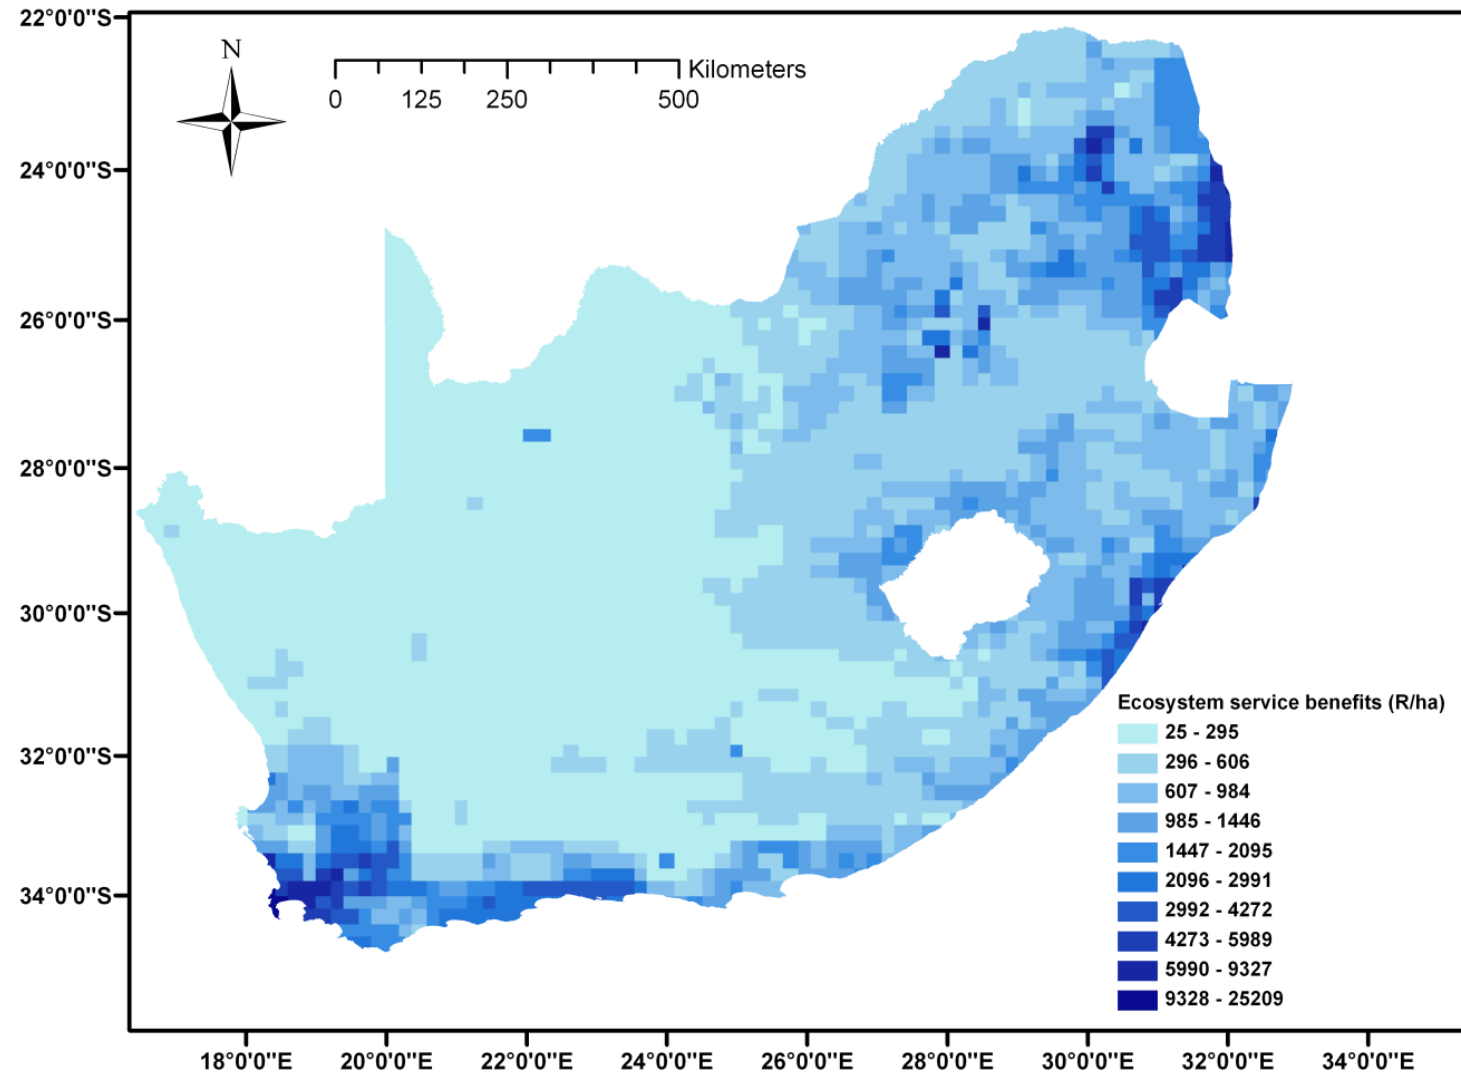 22°0'0"S
N
Kilometers
0 125 250 500
24°0'0"S
26°0'0"S
28°0'0"S
30°0'0"S
32°0'0"S
34°0'0"S
Ecosystem service benefits (R/ha)
25 - 295
296 - 606
607 - 984
985 - 1446
1447 - 2095
2096 - 2991
2992 - 4272
4273 - 5989
5990 - 9327
9328 - 25209
18°0'0"E 20°0'0"E 22°0'0"E 24°0'0"E 26°0'0"E 28°0'0"E 30°0'0"E 32°0'0"E 34°0'0"E